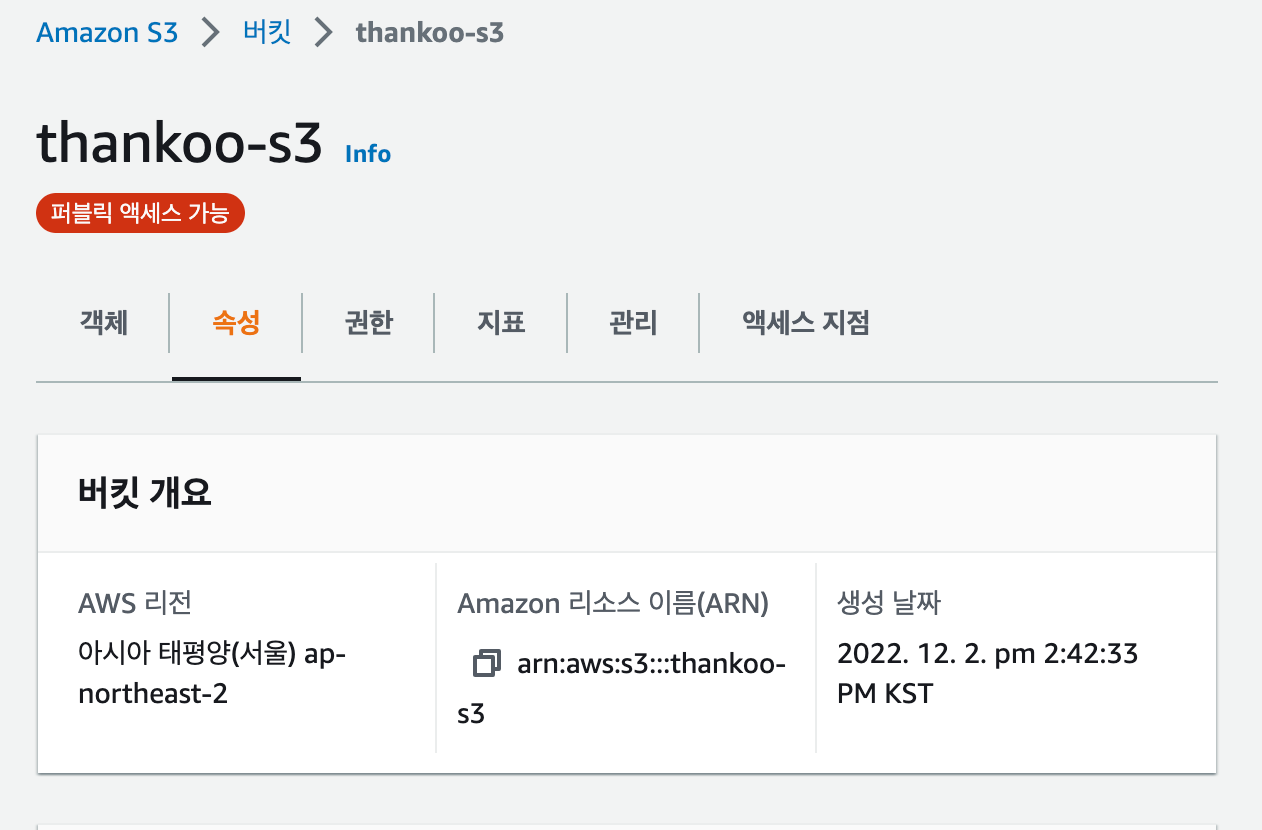 Amazon S3 > 버킷 > thankoo-s3
thankoo-s3 Info
퍼블릭 액세스 가능
객체 속성 권한 지표 관리 액세스 지점
버킷 개요
AWS 리전
아시아 태평양(서울) ap-
northeast-2
Amazon 리소스 이름(ARN)
arn:aws:s3:::thankoo-
s3
생성 날짜
2022. 12. 2. pm 2:42:33
PM KST